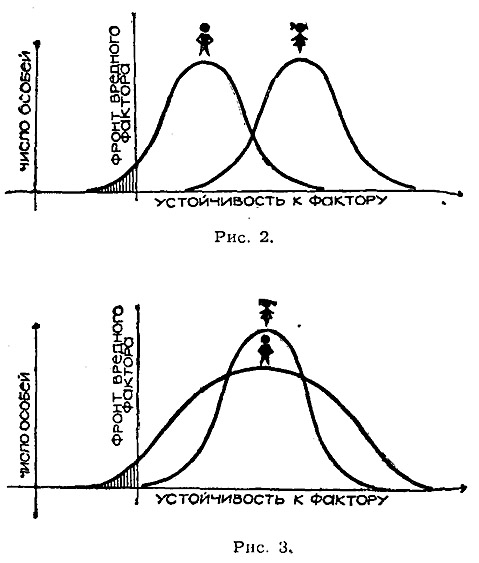 ЧИСЛО ОСОБЕЙ
ФРОНТ ВРЕДНОГО
ФАКТОРА
УСТОЙЧИВОСТЬ К ФАКТОРУ
Рис. 2.
ЧИСЛО ОСОБЕЙ
ФРОНТ ВРЕДНОГО
ФАКТОРА
УСТОЙЧИВОСТЬ К ФАКТОРУ
Рис. 3.